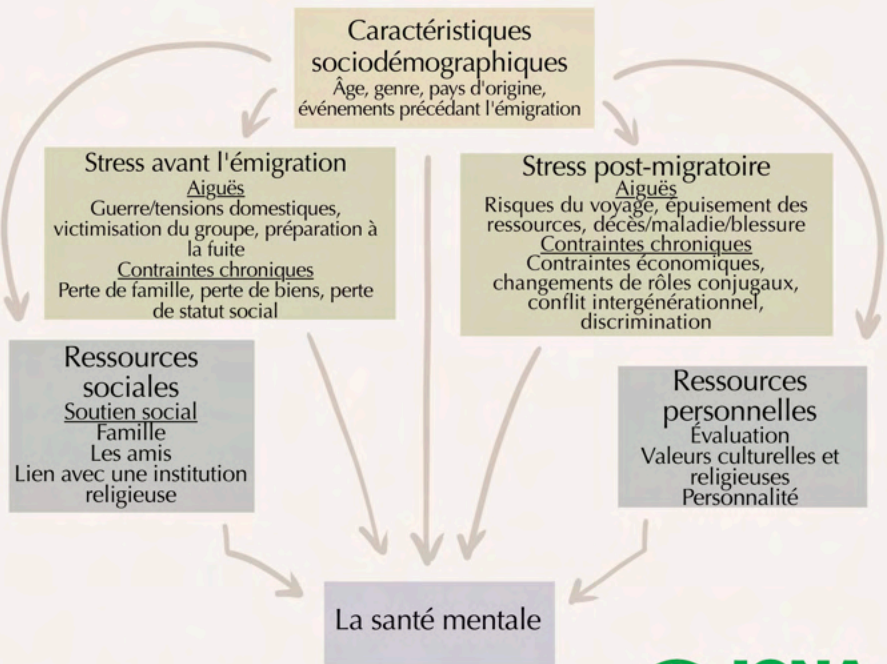 Caractéristiques
sociodémographiques
Âge, genre, pays d'origine,
événements précédant l'émigration
Stress avant l'émigration
Aiguës
Guerre/tensions domestiques,
victimisation du groupe, préparation à
la fuite
Contraintes chroniques
Perte de famille, perte de biens, perte
de statut social
Stress post-migratoire
Aiguës
Risques du voyage, épuisement des
ressources, décès/maladie/blessure
Contraintes chroniques
Contraintes économiques,
changements de rôles conjugaux,
conflit intergénérationnel,
discrimination
Ressources
sociales
Soutien social
Famille
Les amis
Lien avec une institution
religieuse
Ressources
personnelles
Évaluation
Valeurs culturelles et
religieuses
Personnalité
La santé mentale